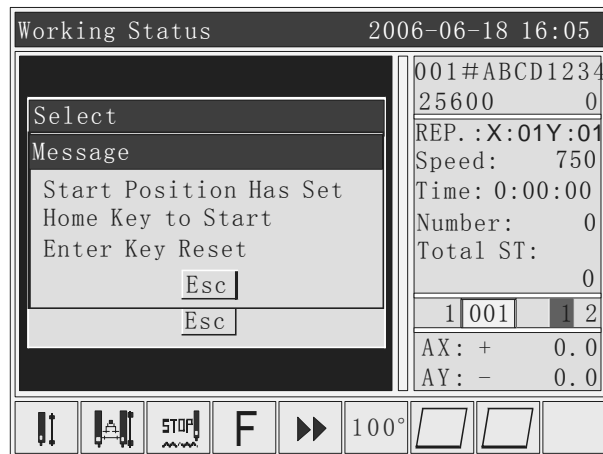 Working Status 2006-06-18 16:05
001#ABCD1234
25600 0
Select
REP.:X:01Y:01
Message
Speed: 750
Start Position Has Set
Time: 0:00:00
Home Key to Start
Number: 0
Enter Key Reset
Total ST:
0
Esc
Esc
1 001 1 2
AX: + 0.0
AY: - 0.0
STOP F 100°